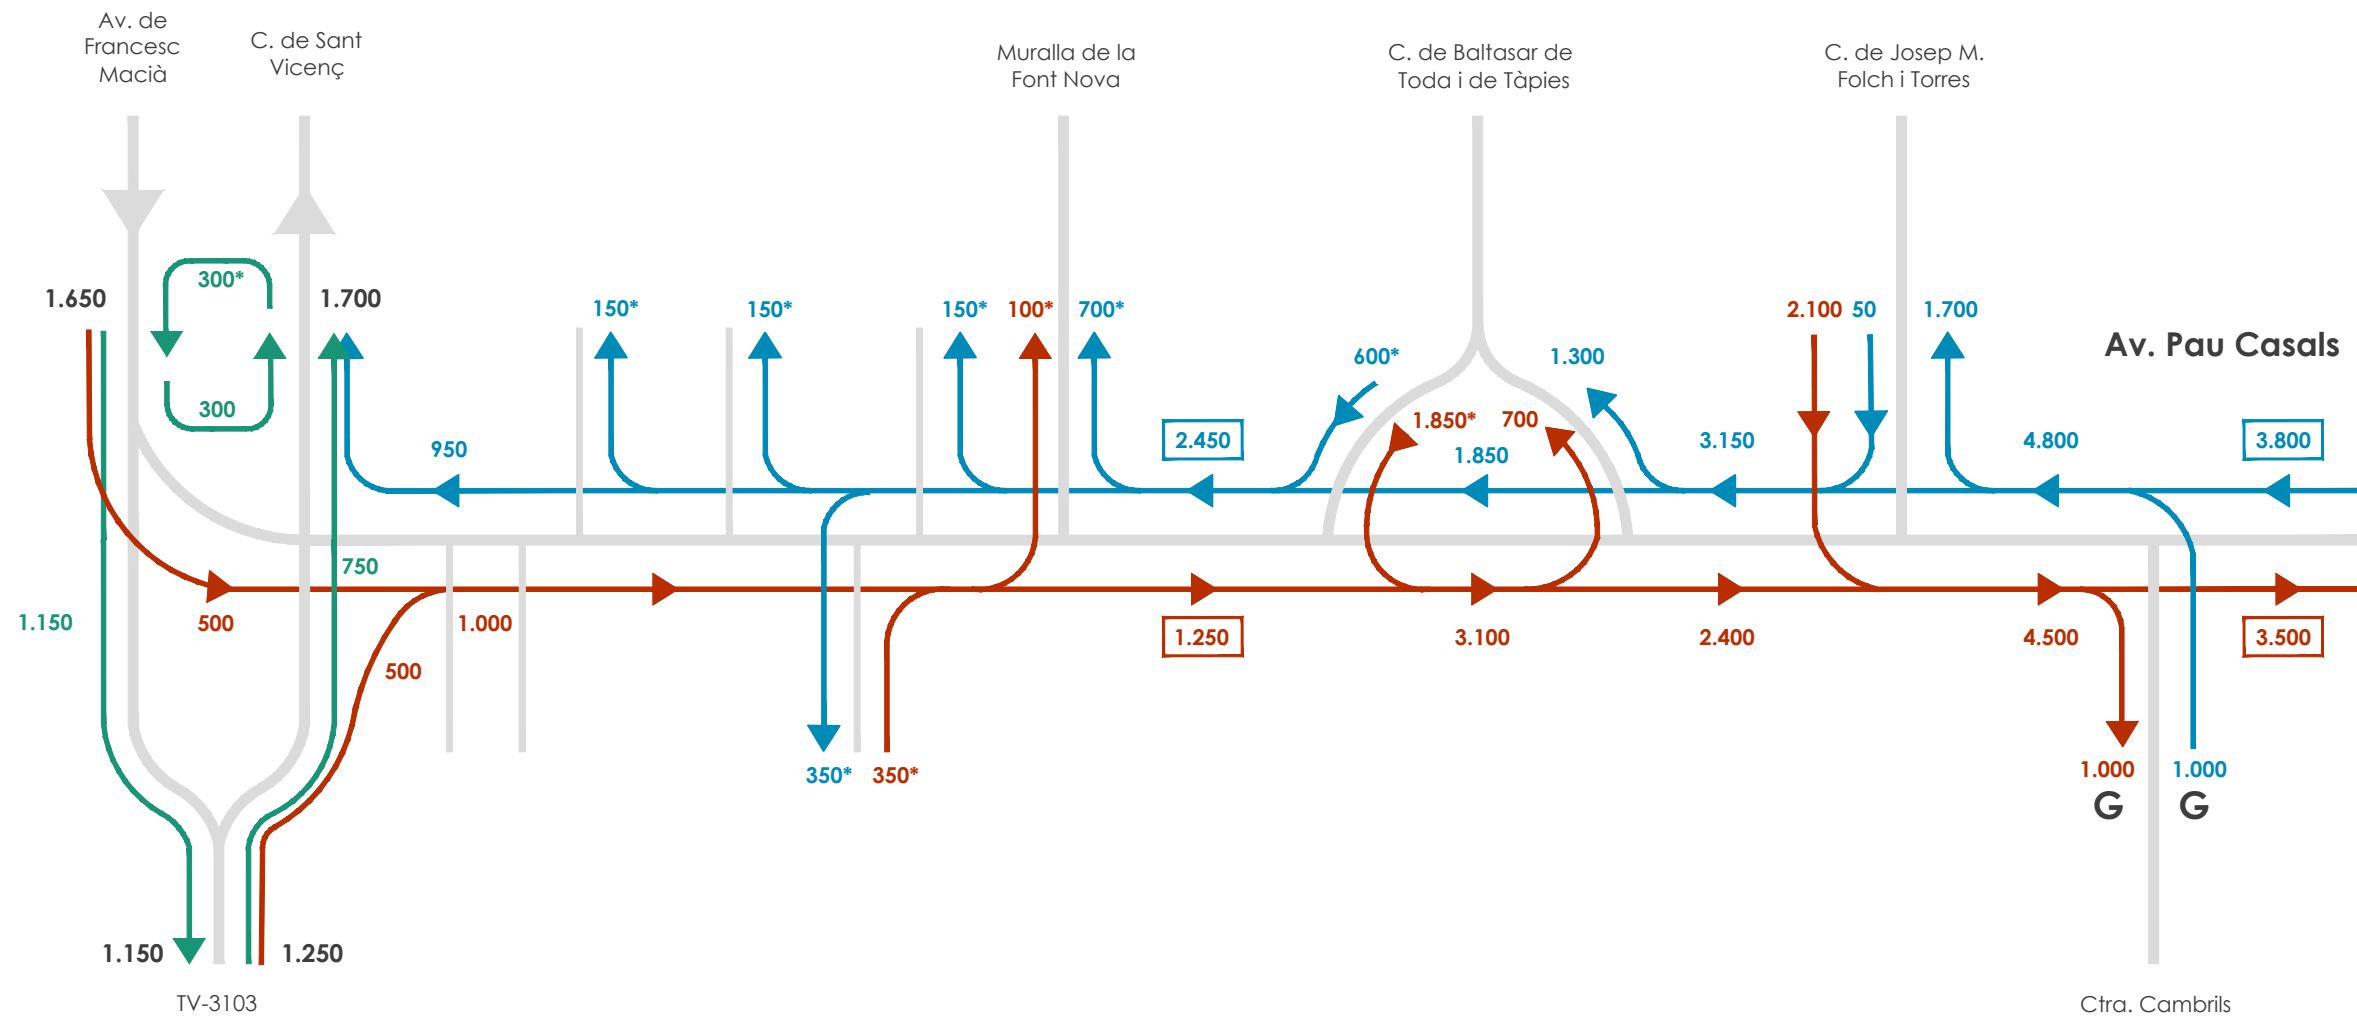 Av. de
Francesc
Macià
C. de Sant
Vicenç
Muralla de la
Font Nova
C. de Baltasar de
Toda i de Tàpies
C. de Josep M.
Folch i Torres
300*
1.650
1.700
150*
150*
150*
100*
700*
600*
1.300
2.100
50
1.700
Av. Pau Casals
300
950
2.450
1.850*
700
1.850
3.150
4.800
3.800
750
1.150
500
1.000
500
1.250
3.100
2.400
4.500
3.500
350*
350*
1.000
1.000
G
G
1.150
1.250
TV-3103
Ctra. Cambrils